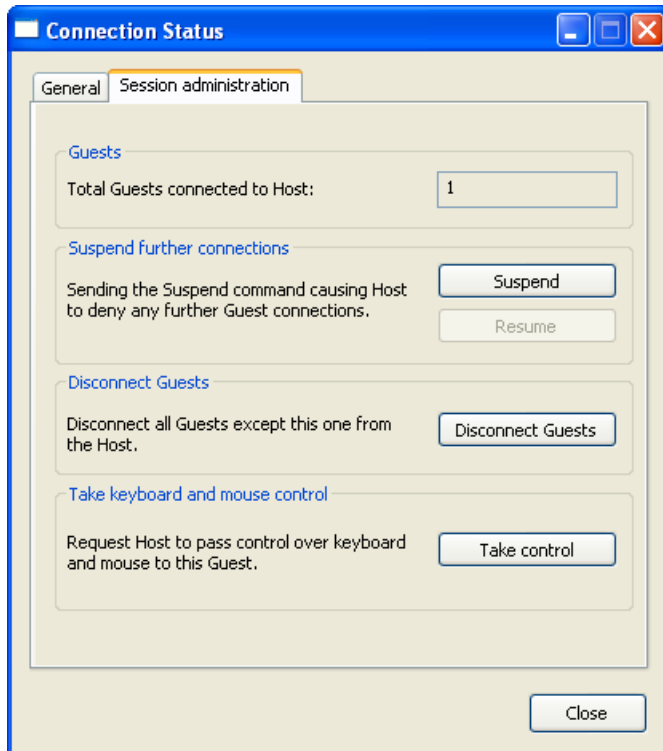 Connection Status
General
Session administration
Guests
Total Guests connected to Host:
1
Suspend further connections
Sending the Suspend command causing Host
to deny any further Guest connections.
Suspend
Resume
Disconnect Guests
Disconnect all Guests except this one from
the Host.
Disconnect Guests
Take keyboard and mouse control
Request Host to pass control over keyboard
and mouse to this Guest.
Take control
Close